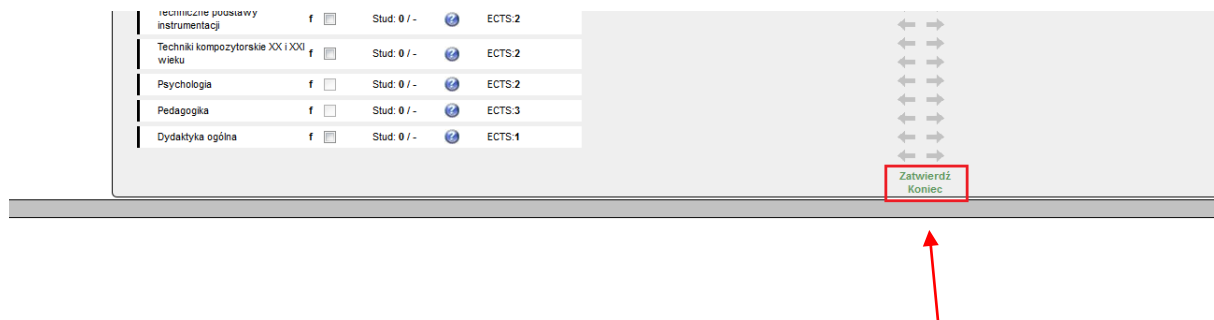 Techniczne podstawy
instrumentacji f Stud: 0 / - ECTS:2
Techniki kompozytorskie XX i XXI
wieku f Stud: 0 / - ECTS:2
Psychologia f Stud: 0 / - ECTS:2
Pedagogika f Stud: 0 / - ECTS:3
Dydaktyka ogólna f Stud: 0 / - ECTS:1
Zatwierdź
Koniec